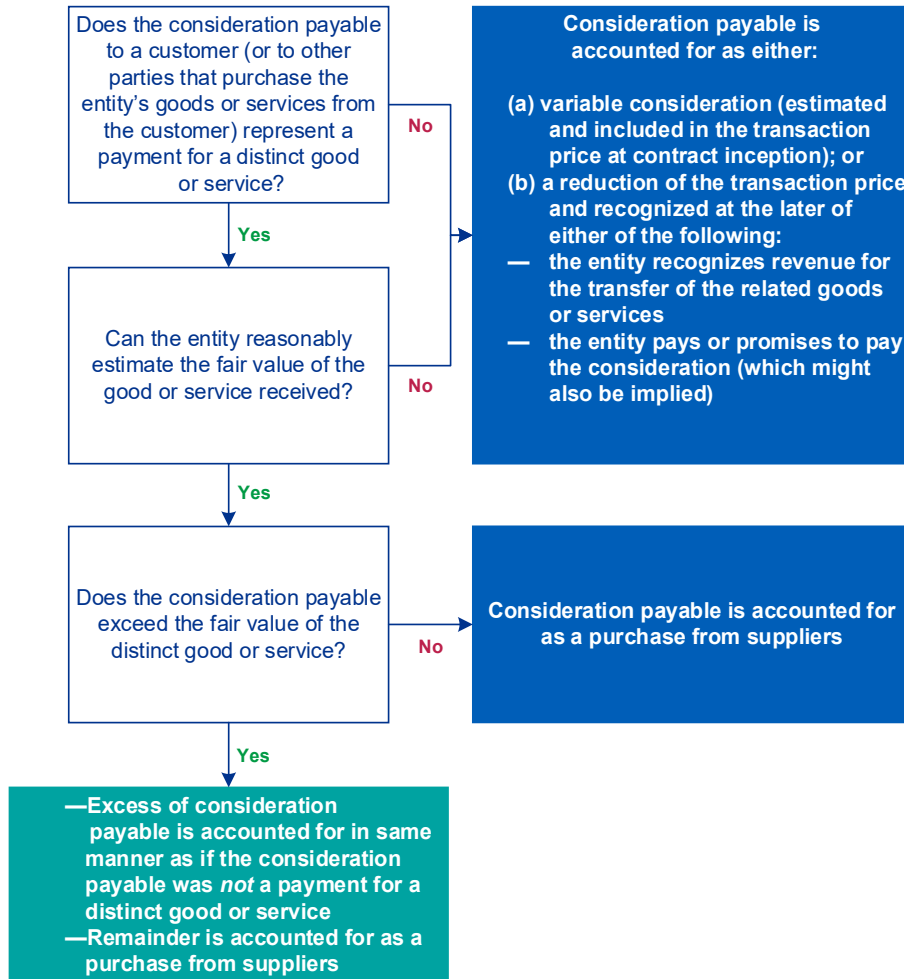 Does the consideration payable
to a customer (or to other
parties that purchase the
entity's goods or services from
the customer) represent a
payment for a distinct good
or service?
No
Yes
Consideration payable is
accounted for as either:
(a) variable consideration (estimated
and included in the transaction
price at contract inception); or
(b) a reduction of the transaction price
and recognized at the later of
either of the following:
— the entity recognizes revenue for
the transfer of the related goods
or services
— the entity pays or promises to pay
the consideration (which might
also be implied)
Can the entity reasonably
estimate the fair value of the
good or service received?
No
Yes
Does the consideration payable
exceed the fair value of the
distinct good or service?
No
Consideration payable is accounted for
as a purchase from suppliers
Yes
—Excess of consideration
payable is accounted for in same
manner as if the consideration
payable was not a payment for a
distinct good or service
—Remainder is accounted for as a
purchase from suppliers